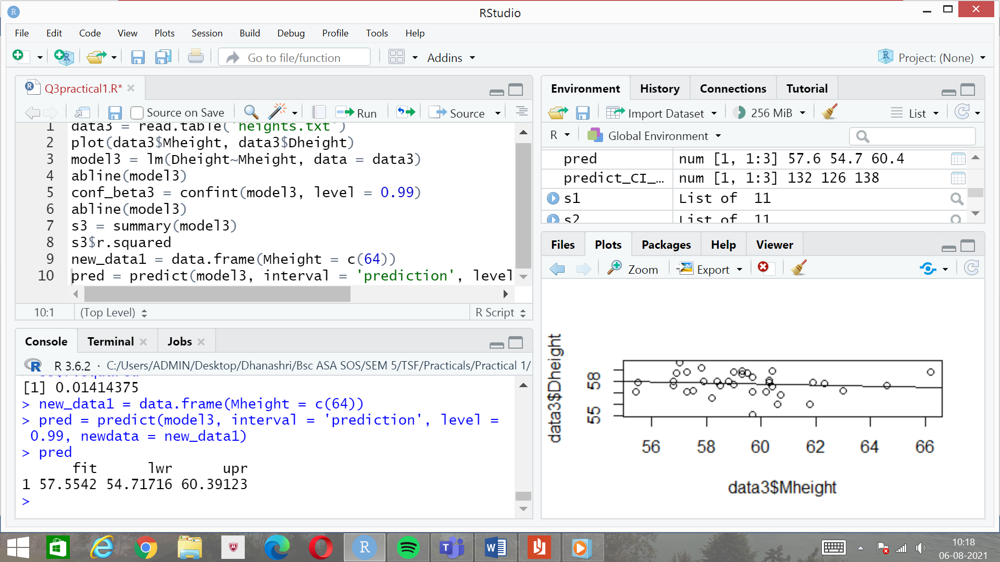 RStudio
File Edit Code View Plots Session Build Debug Profile Tools Help
Go to file/function Addins Project: (None)
Q3practical1.R*
Source on Save Run Source
1 data3 = read.table('heights.txt')
2 plot(data3$Mheight, data3$Dheight)
3 model3 = lm(Dheight~Mheight, data = data3)
4 abline(model3)
5 conf_beta3 = confint(model3, level = 0.99)
6 abline(model3)
7 s3 = summary(model3)
8 s3$r.squared
9 new_data1 = data.frame(Mheight = c(64))
10 pred = predict(model3, interval = 'prediction', level
10:1 (Top Level) R Script
Console Terminal Jobs
R 3.6.2 · C:/Users/ADMIN/Desktop/Dhanashri/Bsc ASA SOS/SEM 5/TSF/Practicals/Practical 1/
[1] 0.01414375
> new_data1 = data.frame(Mheight = c(64))
> pred = predict(model3, interval = 'prediction', level =
0.99, newdata = new_data1)
> pred
fit lwr upr
1 57.5542 54.71716 60.39123
>
Environment History Connections Tutorial
Import Dataset 256 MiB List
R Global Environment
pred num [1, 1:3] 57.6 54.7 60.4
predict_CI_… num [1, 1:3] 132 126 138
s1 List of 11
s2 List of 11
Files Plots Packages Help Viewer
Zoom Export
data3$Dheight
58
55
56 58 60 62 64 66
data3$Mheight
10:18
06-08-2021